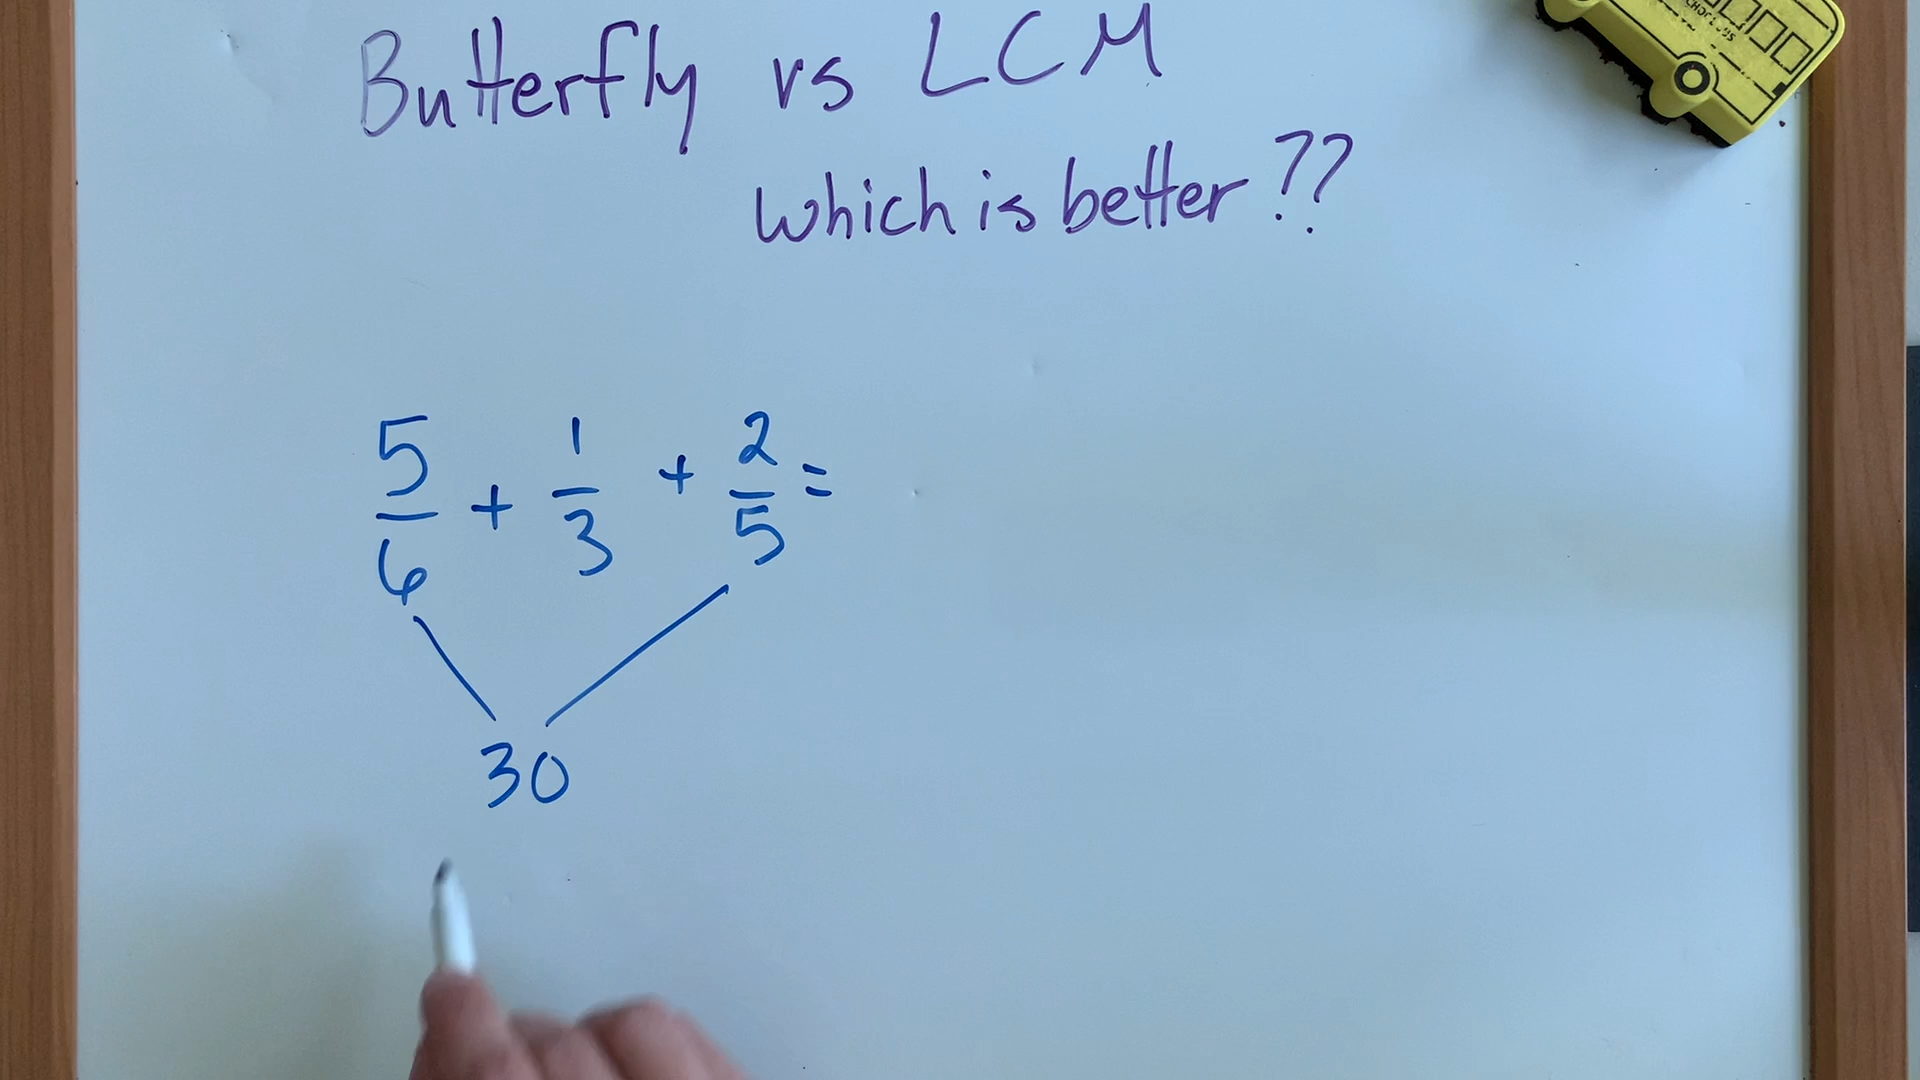 Butterfly vs LCM
which is better??
5/6 + 1/3 + 2/5 =
30